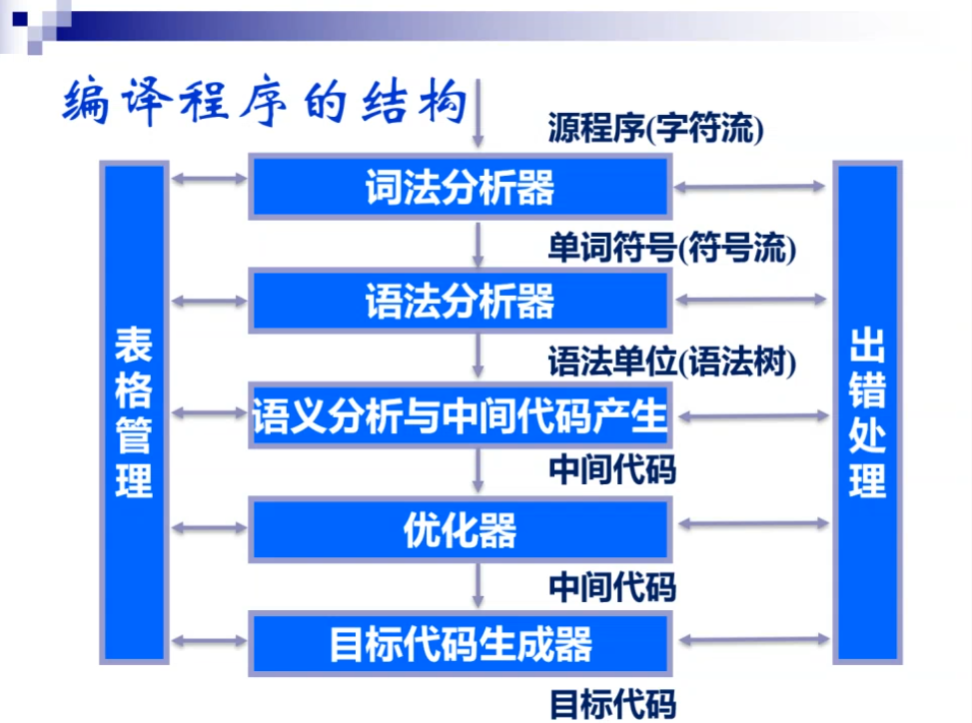 编译程序的结构
源程序(字符流)
词法分析器
单词符号(符号流)
语法分析器
语法单位(语法树)
语义分析与中间代码产生
中间代码
优化器
中间代码
目标代码生成器
目标代码
表格管理
出错处理